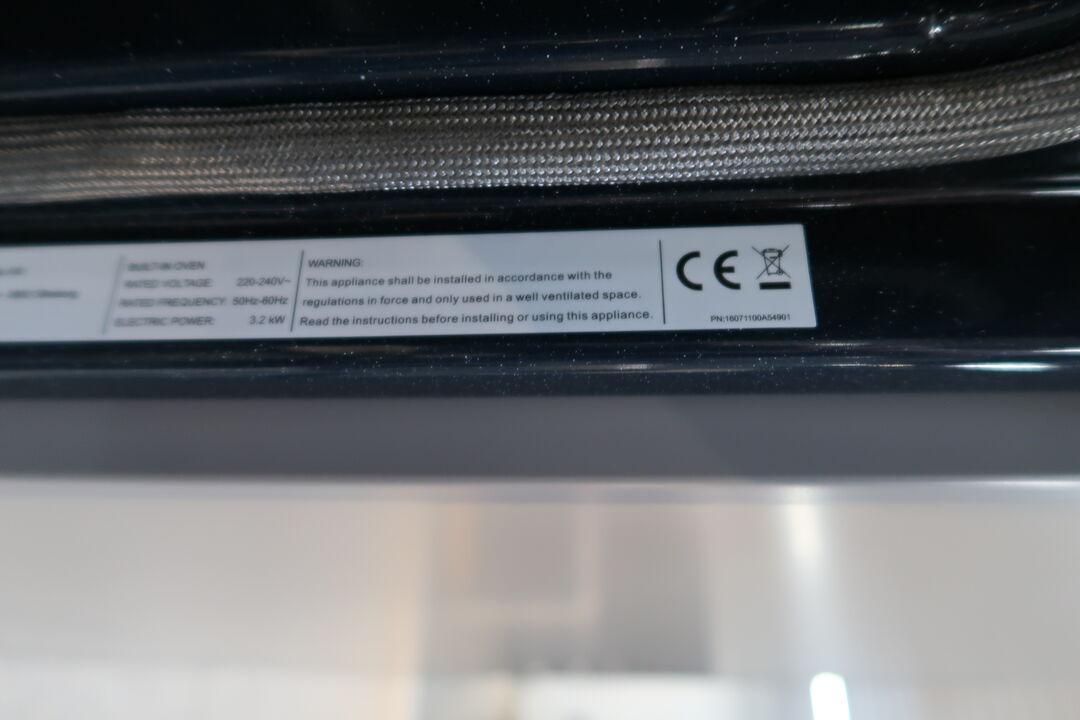 BUILT-IN OVEN
RATED VOLTAGE: 220-240V~
RATED FREQUENCY: 50Hz-60Hz
ELECTRIC POWER: 3.2 kW
WARNING:
This appliance shall be installed in accordance with the
regulations in force and only used in a well ventilated space.
Read the instructions before installing or using this appliance.
CE
PN:16071100A54901